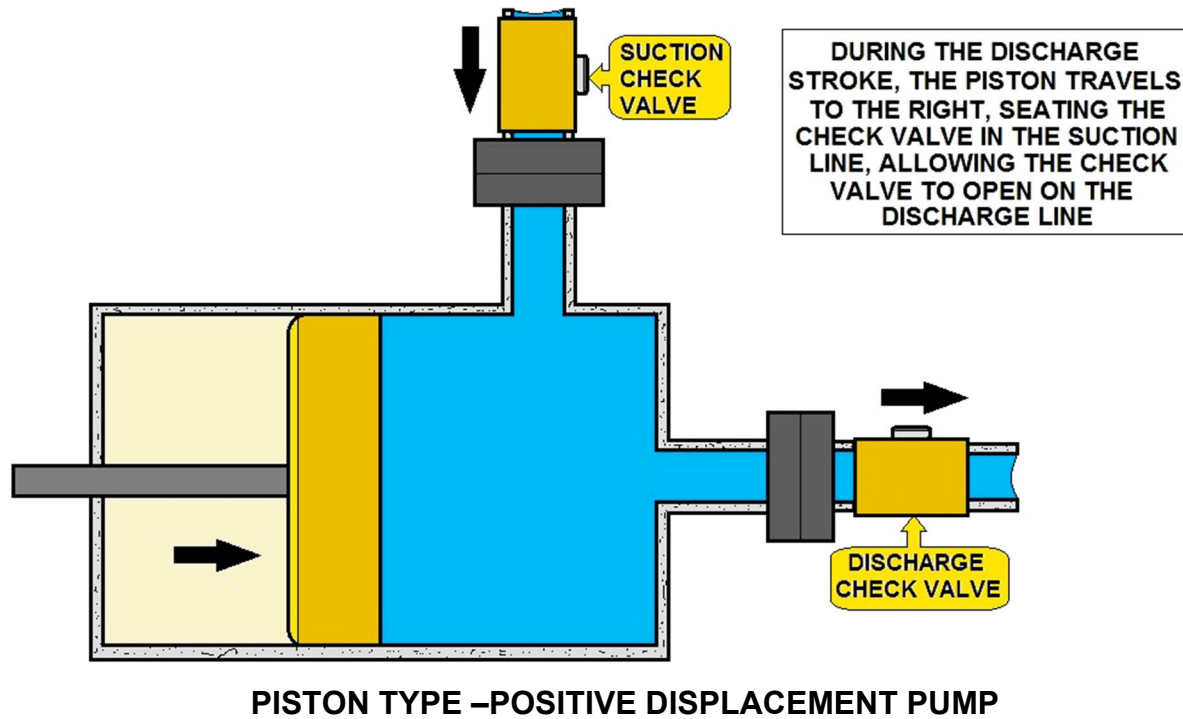 SUCTION
CHECK
VALVE
DURING THE DISCHARGE
STROKE, THE PISTON TRAVELS
TO THE RIGHT, SEATING THE
CHECK VALVE IN THE SUCTION
LINE, ALLOWING THE CHECK
VALVE TO OPEN ON THE
DISCHARGE LINE
DISCHARGE
CHECK VALVE
PISTON TYPE –POSITIVE DISPLACEMENT PUMP